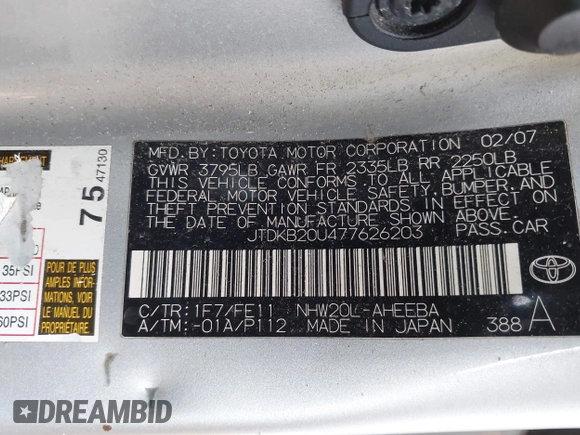 MFD.BY:TOYOTA MOTOR CORPORATION 02/07
GVWR 3795LB GAWR FR 2335LB RR 2250LB
THIS VEHICLE CONFORMS TO ALL APPLICABLE
FEDERAL MOTOR VEHICLE SAFETY, BUMPER, AND
THEFT PREVENTION STANDARDS IN EFFECT ON
THE DATE OF MANUFACTURE SHOWN ABOVE.
JTDKB20U477626203 PASS.CAR
C/TR:1F7/FE11 NHW20L-AHEEBA
A/TM:-01A/P112 MADE IN JAPAN 388 A
TOYOTA
75 47130
35PSI
33PSI
60PSI
POUR DE PLUS
AMPLES INFOR-
MATIONS, VOIR
LE MANUEL DU
PROPRIÉTAIRE
DREAMBID